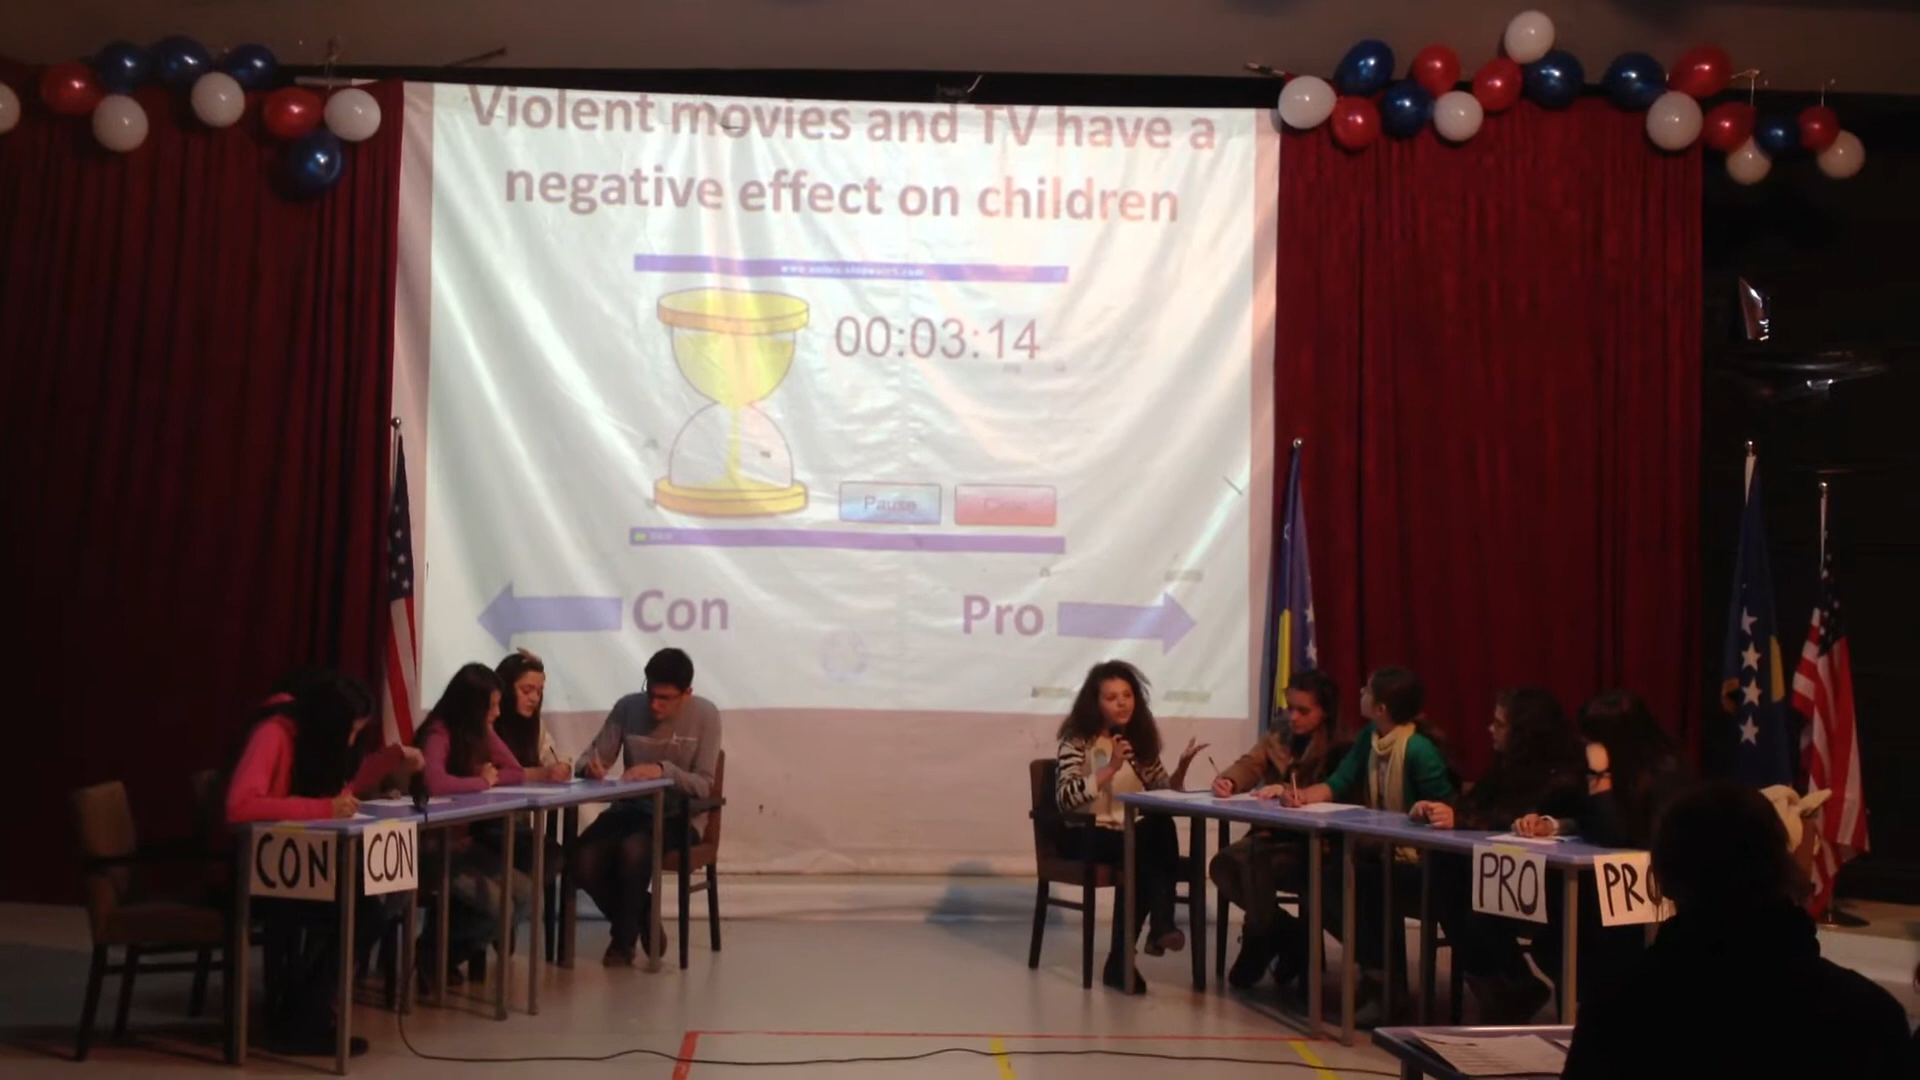 Violent movies and TV have a
negative effect on children
00:03:14
Pause
Clear
Con
Pro
CON
CON
PRO
PRO